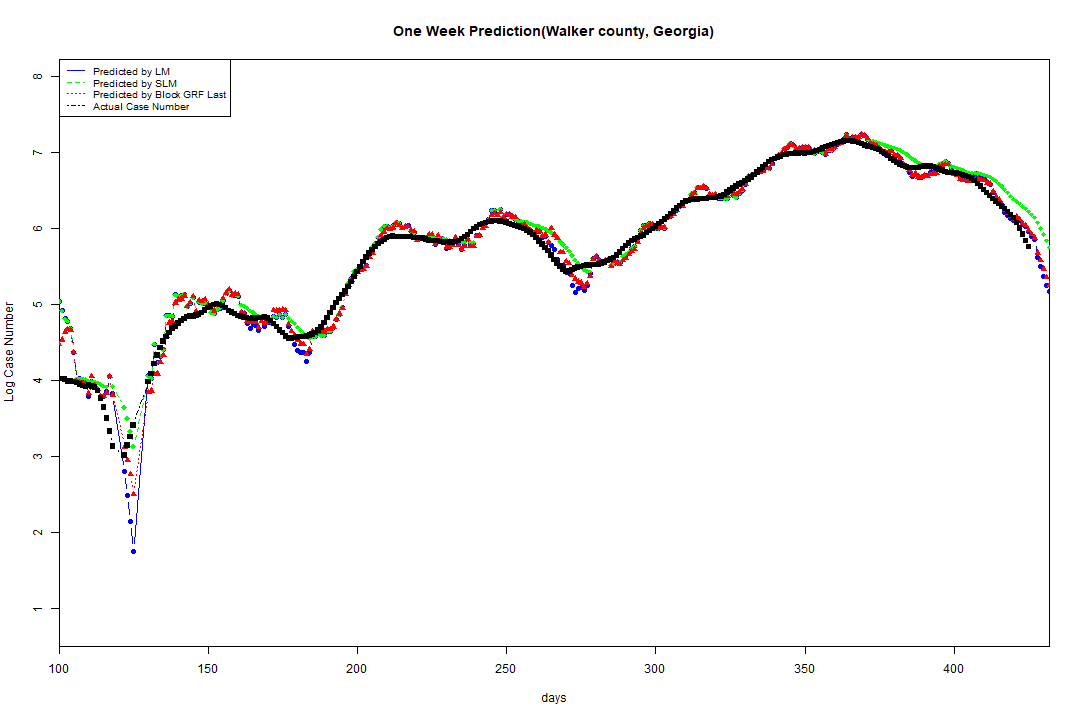 One Week Prediction(Walker county, Georgia)
Predicted by LM
Predicted by SLM
Predicted by Block GRF Last
Actual Case Number
Log Case Number
8
7
6
5
4
3
2
1
100 150 200 250 300 350 400
days